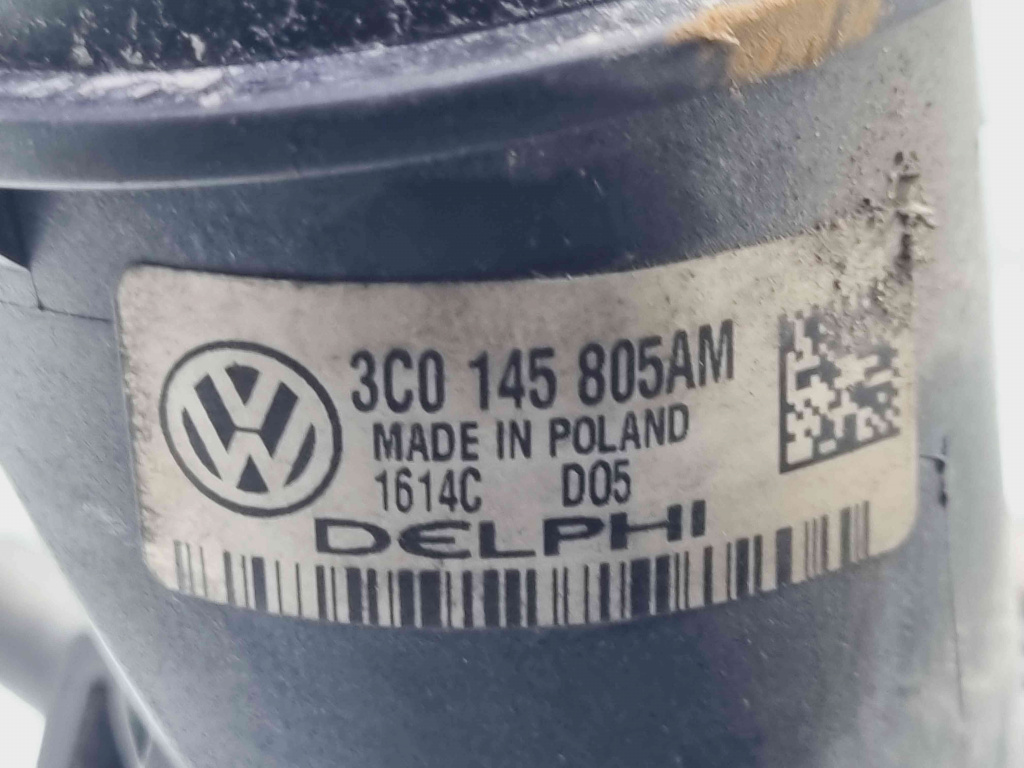 3C0 145 805AM
MADE IN POLAND
1614C D05
DELPHI